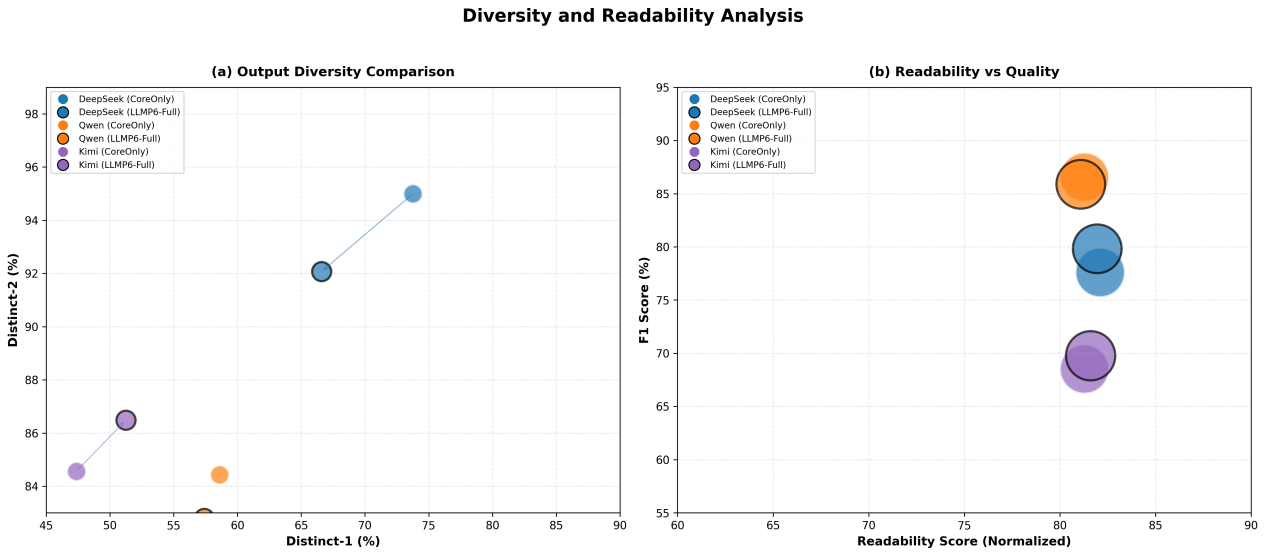 Diversity and Readability Analysis
(a) Output Diversity Comparison
DeepSeek (CoreOnly)
DeepSeek (LLMP6-Full)
Qwen (CoreOnly)
Qwen (LLMP6-Full)
Kimi (CoreOnly)
Kimi (LLMP6-Full)
98
96
94
92
90
88
86
84
Distinct-2 (%)
45 50 55 60 65 70 75 80 85 90
Distinct-1 (%)
(b) Readability vs Quality
DeepSeek (CoreOnly)
DeepSeek (LLMP6-Full)
Qwen (CoreOnly)
Qwen (LLMP6-Full)
Kimi (CoreOnly)
Kimi (LLMP6-Full)
95
90
85
80
75
70
65
60
55
F1 Score (%)
60 65 70 75 80 85 90
Readability Score (Normalized)